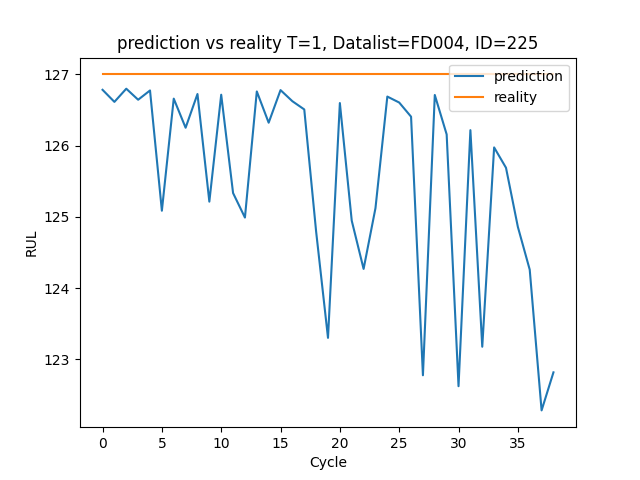 prediction vs reality T=1, Datalist=FD004, ID=225
prediction
reality
RUL
127
126
125
124
123
0 5 10 15 20 25 30 35
Cycle